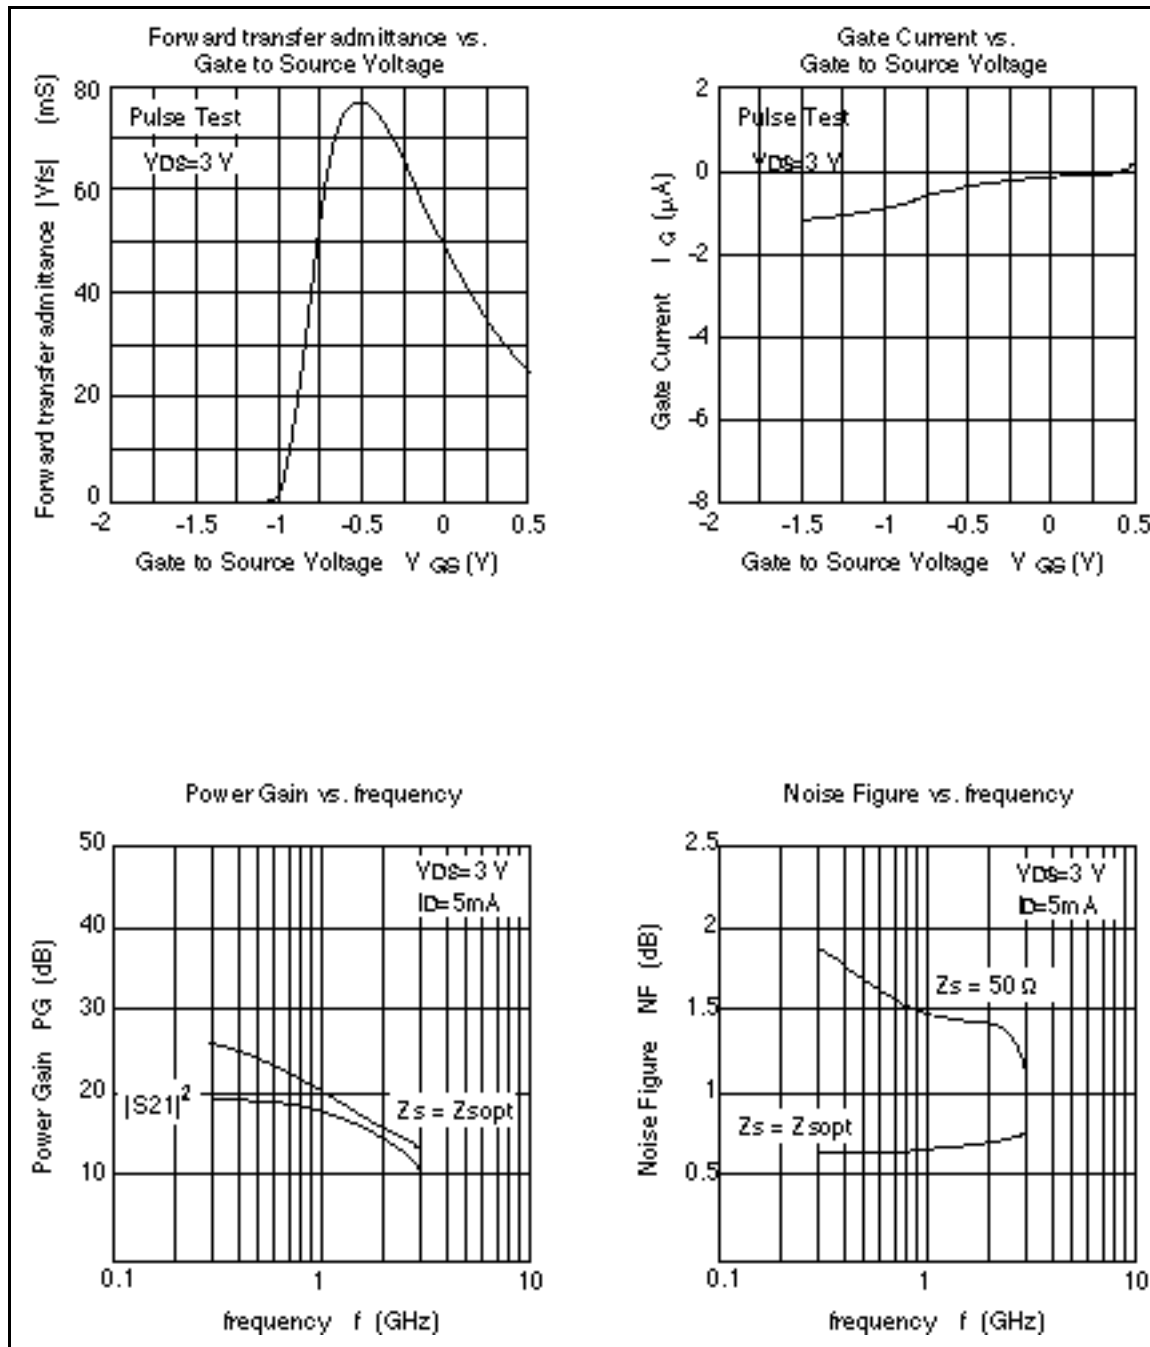 Forward transfer admittance vs.
Gate to Source Voltage
Forward transfer admittance |Yfs| (mS)
80
60
40
20
0
Pulse Test
VDS=3 V
-2 -1.5 -1 -0.5 0 0.5
Gate to Source Voltage V GS (V)
Gate Current vs.
Gate to Source Voltage
Gate Current I G (μA)
2
0
-2
-4
-6
-8
Pulse Test
VDS=3 V
-2 -1.5 -1 -0.5 0 0.5
Gate to Source Voltage V GS (V)
Power Gain vs. frequency
Power Gain PG (dB)
50
40
30
20
10
VDS=3 V
ID=5mA
|S21|²
Zs = Zsopt
0.1 1 10
frequency f (GHz)
Noise Figure vs. frequency
Noise Figure NF (dB)
2.5
2
1.5
1
0.5
VDS=3 V
ID=5mA
Zs = 50 Ω
Zs = Zsopt
0.1 1 10
frequency f (GHz)